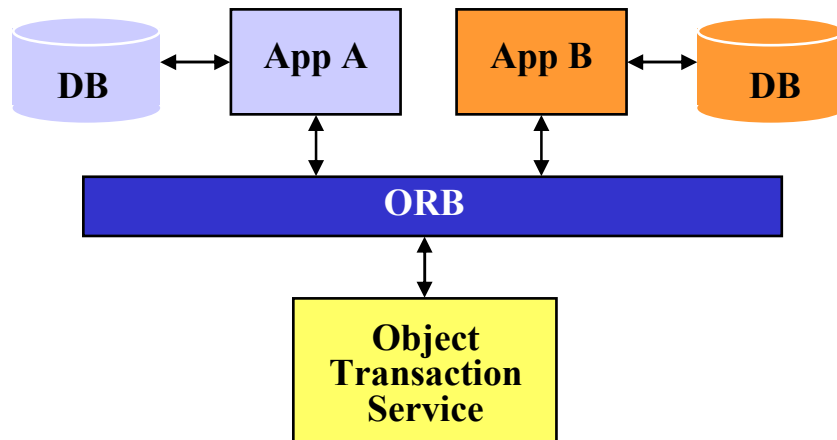 DB
App A
App B
DB
ORB
Object
Transaction
Service